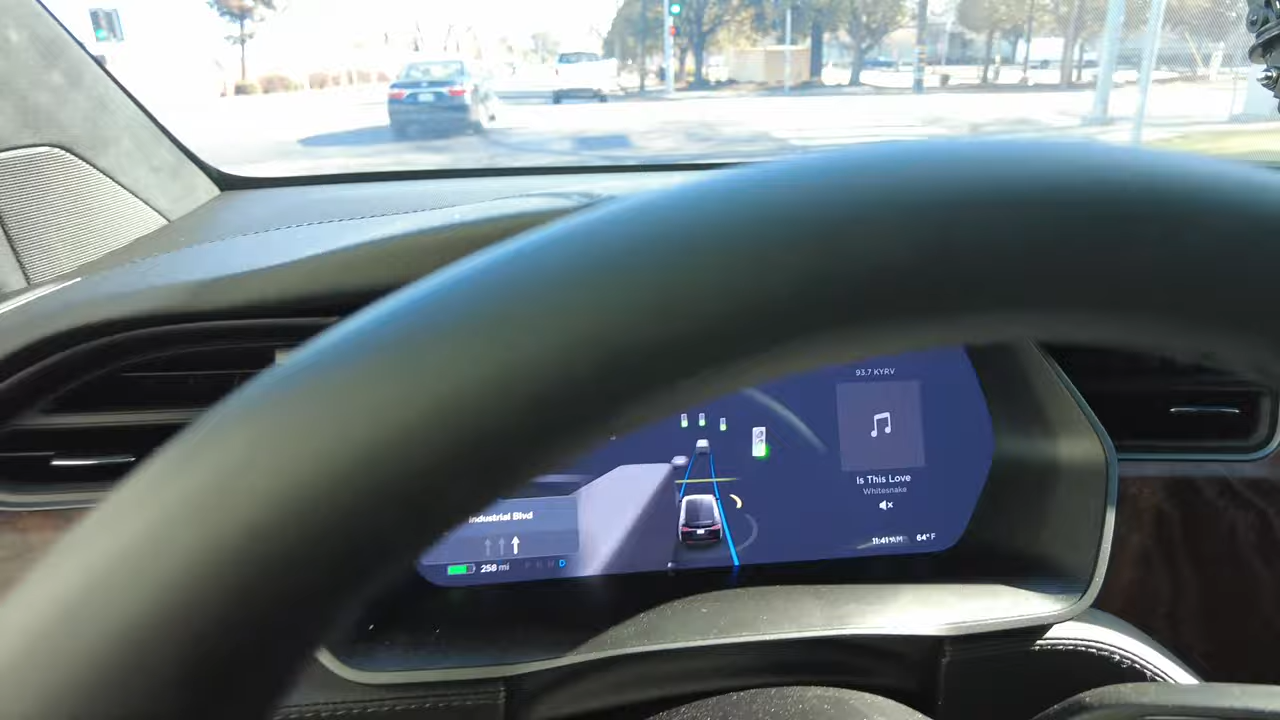 93.7 KYRV
Is This Love
Whitesnake
Industrial Blvd
11:41 AM 64° F
258 mi P R N D